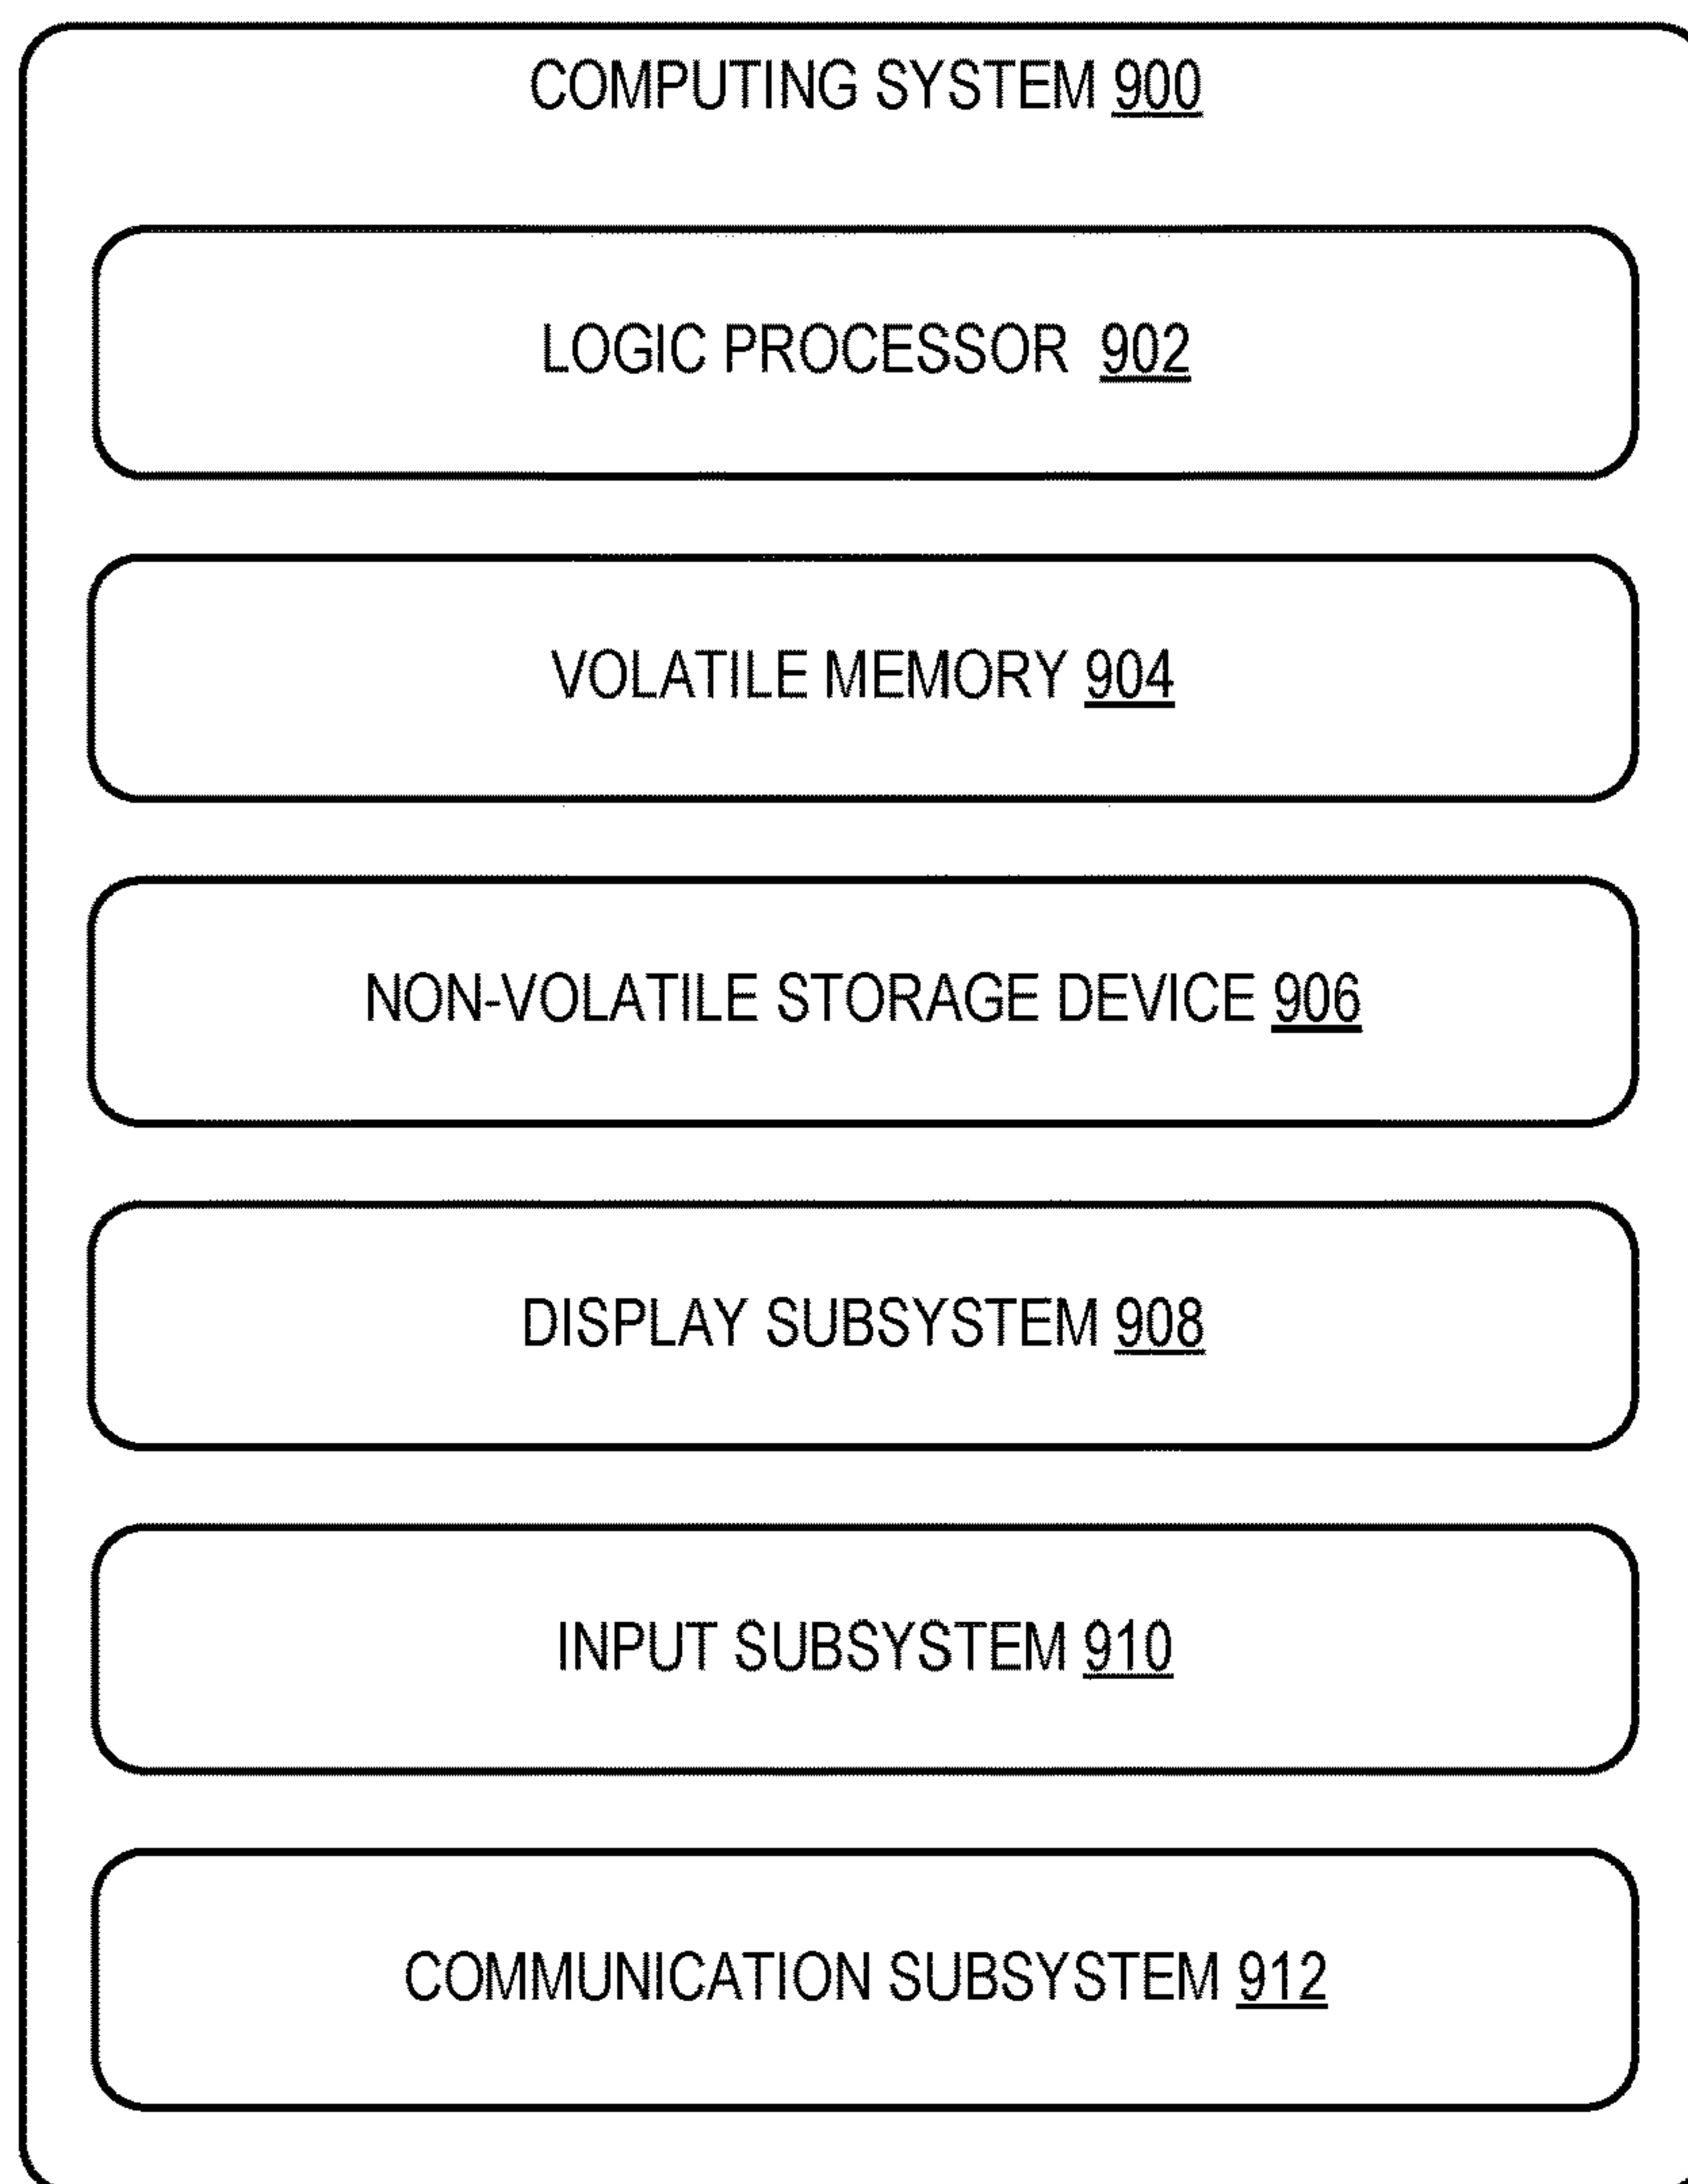 COMPUTING SYSTEM 900
LOGIC PROCESSOR 902
VOLATILE MEMORY 904
NON-VOLATILE STORAGE DEVICE 906
DISPLAY SUBSYSTEM 908
INPUT SUBSYSTEM 910
COMMUNICATION SUBSYSTEM 912